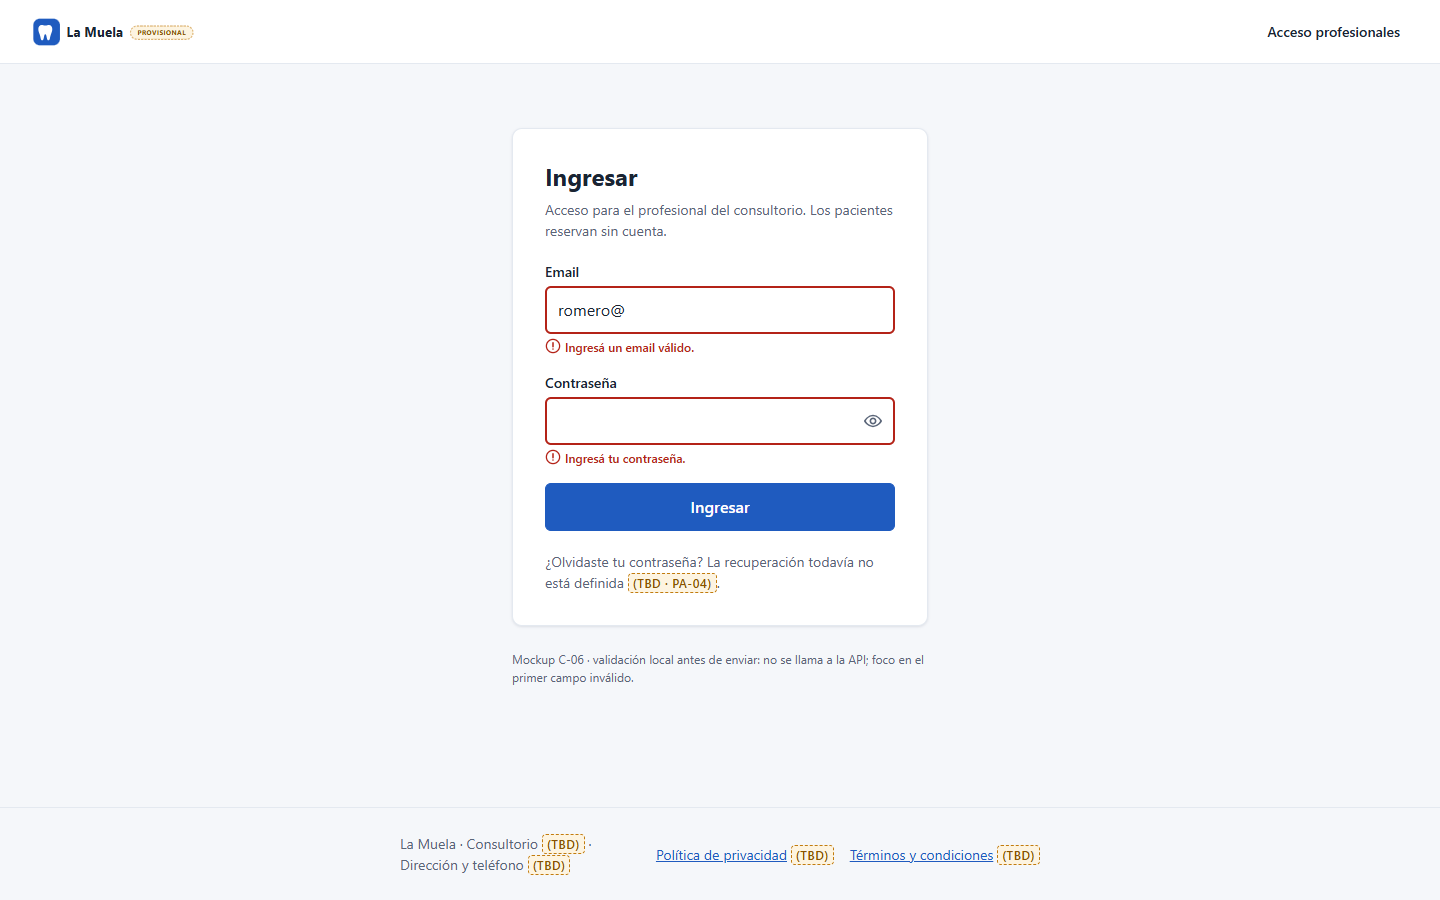 La Muela PROVISIONAL
Acceso profesionales
Ingresar
Acceso para el profesional del consultorio. Los pacientes
reservan sin cuenta.
Email
romero@
Ingresá un email válido.
Contraseña
Ingresá tu contraseña.
Ingresar
¿Olvidaste tu contraseña? La recuperación todavía no
está definida (TBD · PA-04).
Mockup C-06 · validación local antes de enviar: no se llama a la API; foco en el
primer campo inválido.
La Muela · Consultorio (TBD) ·
Dirección y teléfono (TBD)
Política de privacidad (TBD) Términos y condiciones (TBD)